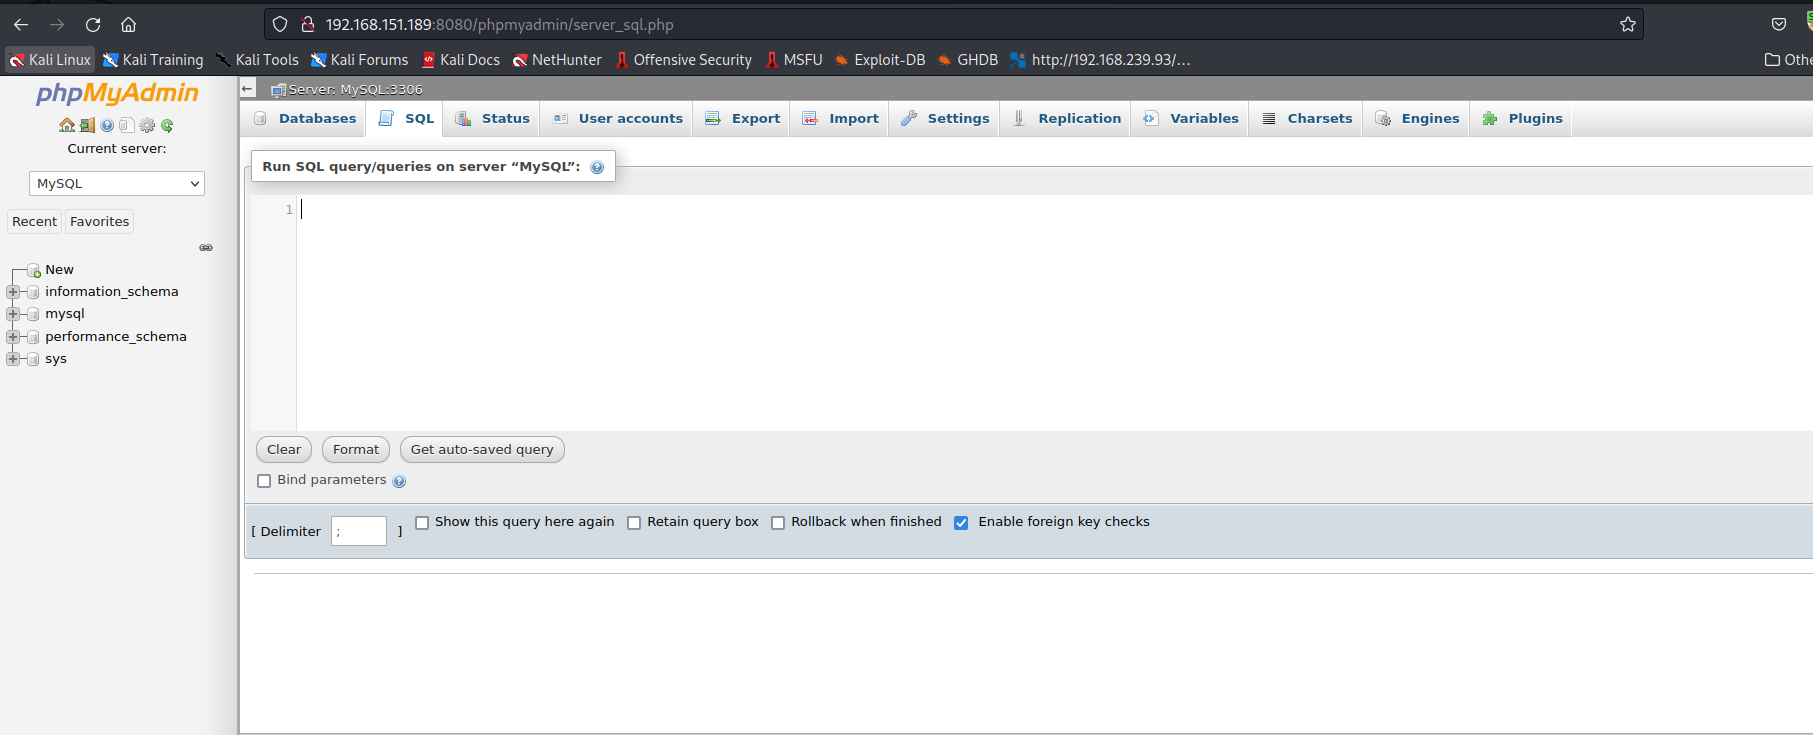 192.168.151.189:8080/phpmyadmin/server_sql.php
Kali Linux Kali Training Kali Tools Kali Forums Kali Docs NetHunter Offensive Security MSFU Exploit-DB GHDB http://192.168.239.93/... Othe
phpMyAdmin
Current server:
MySQL
Recent Favorites
New
information_schema
mysql
performance_schema
sys
Server: MySQL:3306
Databases SQL Status User accounts Export Import Settings Replication Variables Charsets Engines Plugins
Run SQL query/queries on server “MySQL”:
1
Clear Format Get auto-saved query
Bind parameters
[ Delimiter ; ] Show this query here again Retain query box Rollback when finished Enable foreign key checks